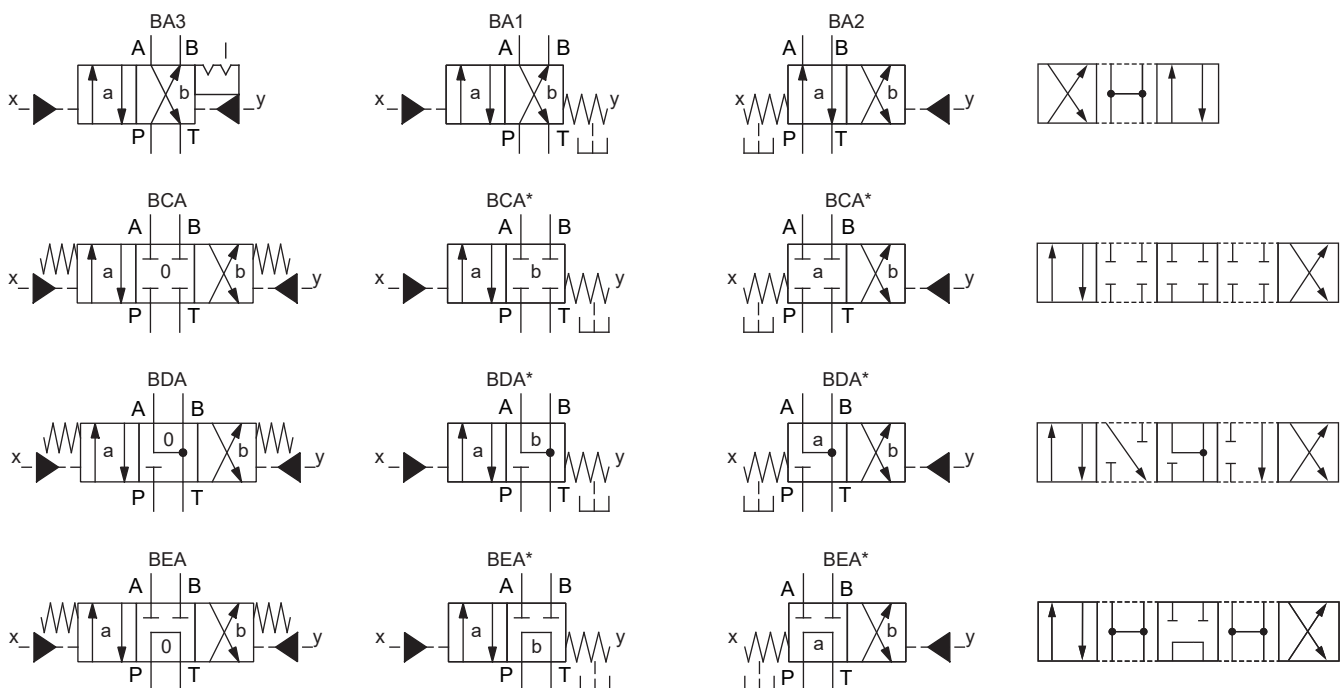 BA3 BA1 BA2
A B A B A B
x a b y x a b y x a b y
P T P T P T
BCA BCA* BCA*
A B A B A B
x a 0 b y x a b y x a b y
P T P T P T
BDA BDA* BDA*
A B A B A B
x a 0 b y x a b y x a b y
P T P T P T
BEA BEA* BEA*
A B A B A B
x a 0 b y x a b y x a b y
P T P T P T